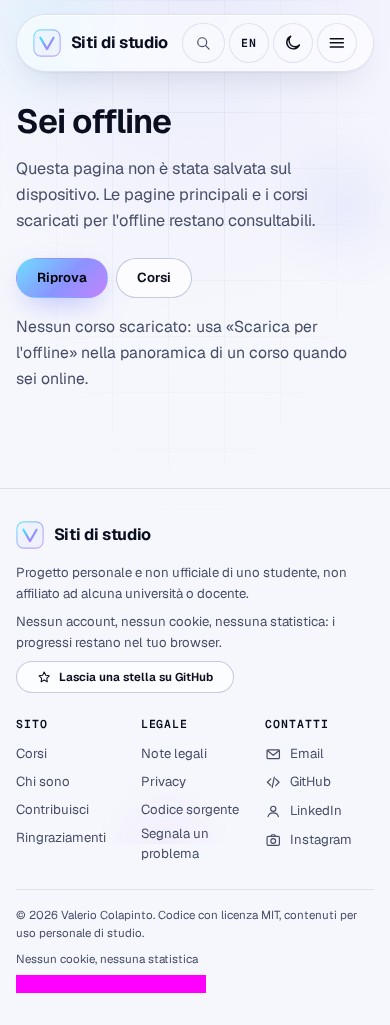 Siti di studio
EN
Sei offline
Questa pagina non è stata salvata sul
dispositivo. Le pagine principali e i corsi
scaricati per l'offline restano consultabili.
Riprova
Corsi
Nessun corso scaricato: usa «Scarica per
l'offline» nella panoramica di un corso quando
sei online.
Siti di studio
Progetto personale e non ufficiale di uno studente, non
affiliato ad alcuna università o docente.
Nessun account, nessun cookie, nessuna statistica: i
progressi restano nel tuo browser.
Lascia una stella su GitHub
SITO
Corsi
Chi sono
Contribuisci
Ringraziamenti
LEGALE
Note legali
Privacy
Codice sorgente
Segnala un
problema
CONTATTI
Email
GitHub
LinkedIn
Instagram
© 2026 Valerio Colapinto. Codice con licenza MIT, contenuti per
uso personale di studio.
Nessun cookie, nessuna statistica